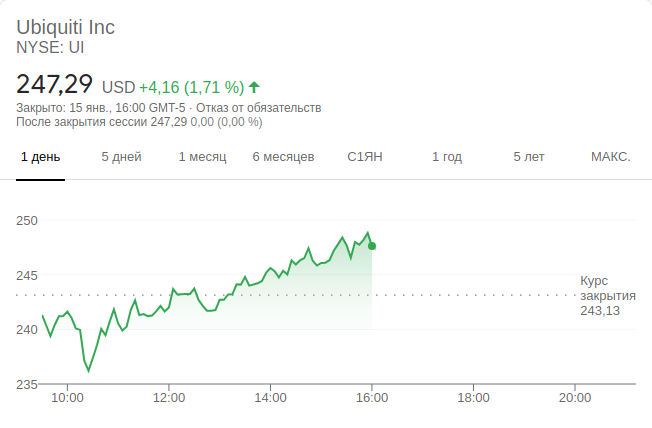 Ubiquiti Inc
NYSE: UI
247,29 USD +4,16 (1,71 %)
Закрыто: 15 янв., 16:00 GMT-5 · Отказ от обязательств
После закрытия сессии 247,29 0,00 (0,00 %)
1 день 5 дней 1 месяц 6 месяцев С1ЯН 1 год 5 лет МАКС.
250
245
Курс
закрытия
243,13
240
235
10:00 12:00 14:00 16:00 18:00 20:00